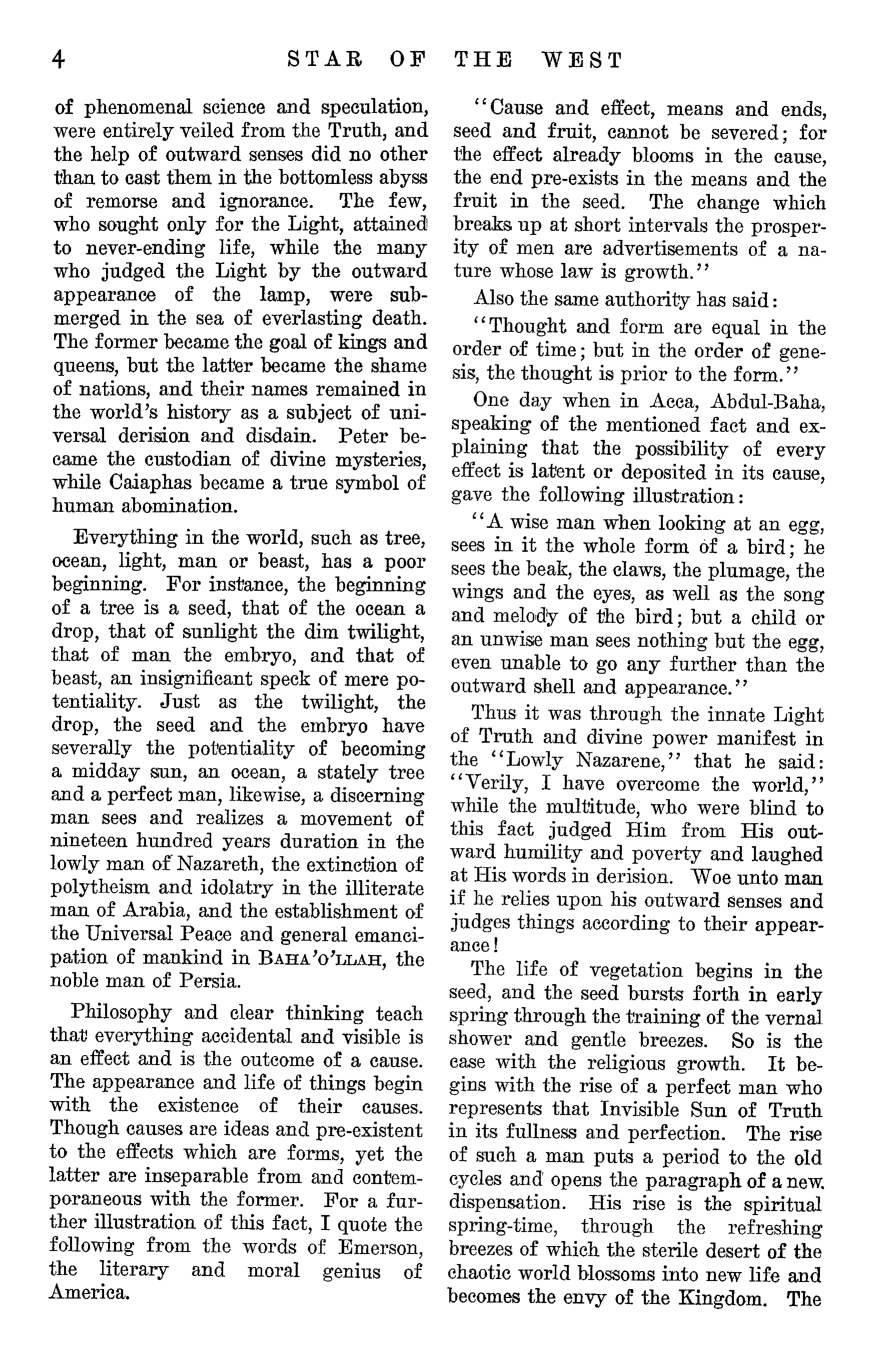 4 STAR OF THE WEST
of phenomenal science and speculation,
were entirely veiled from the Truth, and
the help of outward senses did no other
than to cast them in the bottomless abyss
of remorse and ignorance. The few,
who sought only for the Light, attained
to never-ending life, while the many
who judged the Light by the outward
appearance of the lamp, were sub-
merged in the sea of everlasting death.
The former became the goal of kings and
queens, but the latter became the shame
of nations, and their names remained in
the world's history as a subject of uni-
versal derision and disdain. Peter be-
came the custodian of divine mysteries,
while Caiaphas became a true symbol of
human abomination.
Everything in the world, such as tree,
ocean, light, man or beast, has a poor
beginning. For instance, the beginning
of a tree is a seed, that of the ocean a
drop, that of sunlight the dim twilight,
that of man the embryo, and that of
beast, an insignificant speck of mere po-
tentiality. Just as the twilight, the
drop, the seed and the embryo have
severally the potentiality of becoming
a midday sun, an ocean, a stately tree
and a perfect man, likewise, a discerning
man sees and realizes a movement of
nineteen hundred years duration in the
lowly man of Nazareth, the extinction of
polytheism and idolatry in the illiterate
man of Arabia, and the establishment of
the Universal Peace and general emanci-
pation of mankind in BAHA'O'LLAH, the
noble man of Persia.
Philosophy and clear thinking teach
that everything accidental and visible is
an effect and is the outcome of a cause.
The appearance and life of things begin
with the existence of their causes.
Though causes are ideas and pre-existent
to the effects which are forms, yet the
latter are inseparable from and contem-
poraneous with the former. For a fur-
ther illustration of this fact, I quote the
following from the words of Emerson,
the literary and moral genius of
America.
"Cause and effect, means and ends,
seed and fruit, cannot be severed; for
the effect already blooms in the cause,
the end pre-exists in the means and the
fruit in the seed. The change which
breaks up at short intervals the prosper-
ity of men are advertisements of a na-
ture whose law is growth."
Also the same authority has said:
"Thought and form are equal in the
order of time; but in the order of gene-
sis, the thought is prior to the form."
One day when in Acca, Abdul-Baha,
speaking of the mentioned fact and ex-
plaining that the possibility of every
effect is latent or deposited in its cause,
gave the following illustration:
"A wise man when looking at an egg,
sees in it the whole form of a bird; he
sees the beak, the claws, the plumage, the
wings and the eyes, as well as the song
and melody of the bird; but a child or
an unwise man sees nothing but the egg,
even unable to go any further than the
outward shell and appearance."
Thus it was through the innate Light
of Truth and divine power manifest in
the "Lowly Nazarene," that he said:
"Verily, I have overcome the world,"
while the multitude, who were blind to
this fact judged Him from His out-
ward humility and poverty and laughed
at His words in derision. Woe unto man
if he relies upon his outward senses and
judges things according to their appear-
ance!
The life of vegetation begins in the
seed, and the seed bursts forth in early
spring through the training of the vernal
shower and gentle breezes. So is the
case with the religious growth. It be-
gins with the rise of a perfect man who
represents that Invisible Sun of Truth
in its fullness and perfection. The rise
of such a man puts a period to the old
cycles and opens the paragraph of a new
dispensation. His rise is the spiritual
spring-time, through the refreshing
breezes of which the sterile desert of the
chaotic world blossoms into new life and
becomes the envy of the Kingdom. The